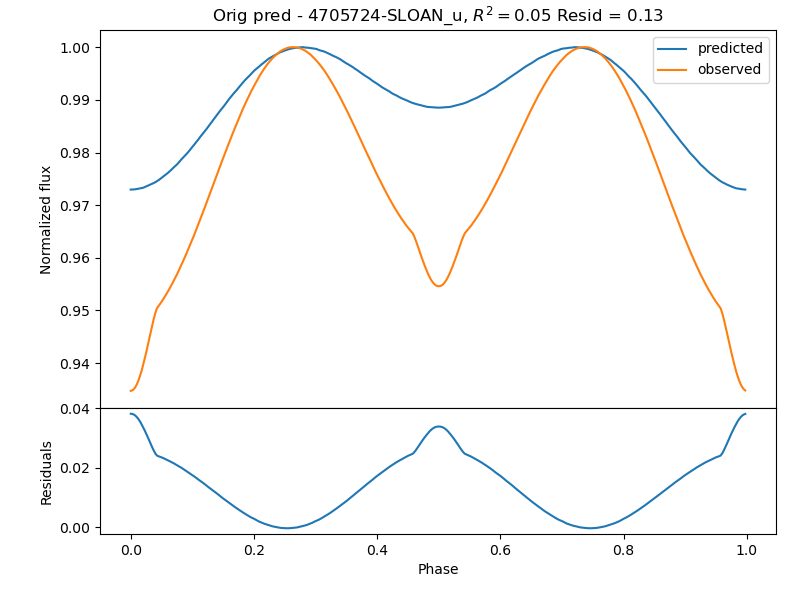 Orig pred - 4705724-SLOAN_u, R² = 0.05 Resid = 0.13
predicted
observed
1.00
0.99
0.98
0.97
0.96
0.95
0.94
Normalized flux
0.04
0.02
0.00
Residuals
0.0 0.2 0.4 0.6 0.8 1.0
Phase